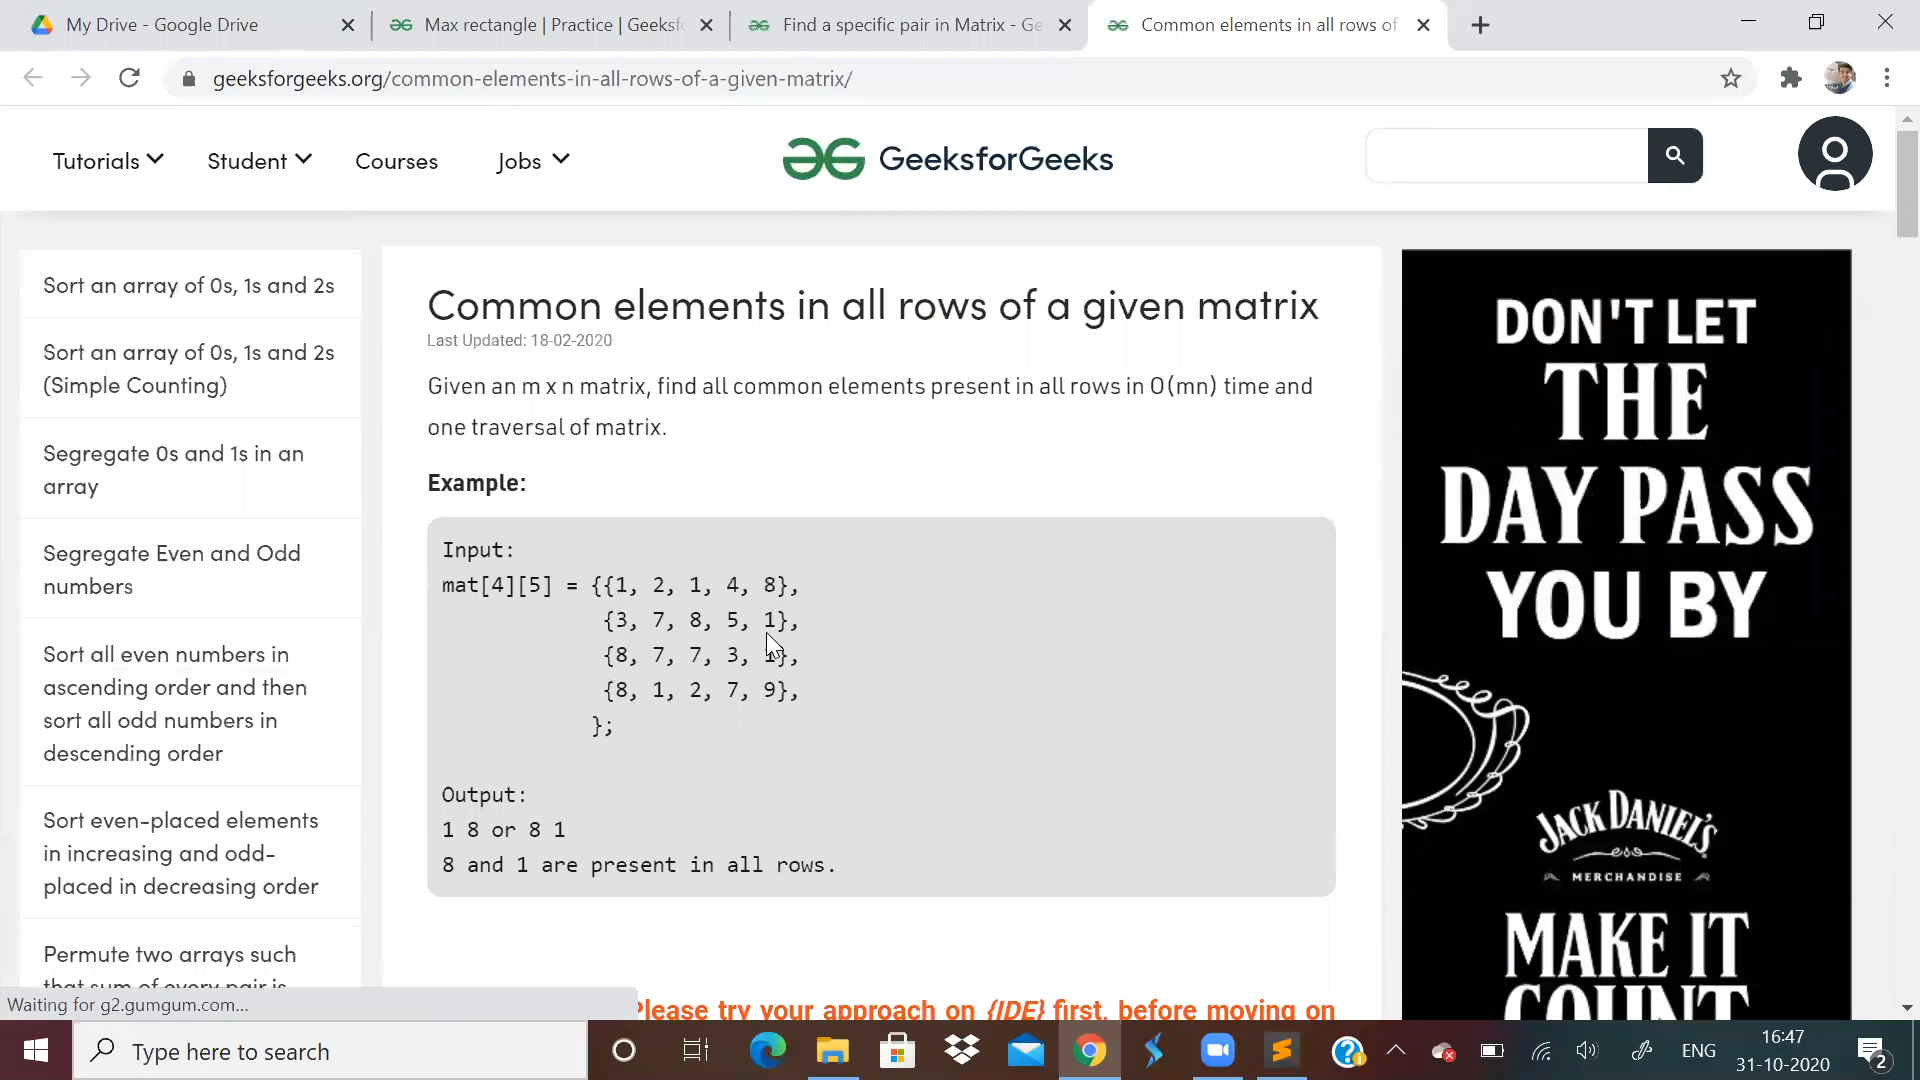 My Drive - Google Drive
Max rectangle | Practice | Geeksfo
Find a specific pair in Matrix - Ge
Common elements in all rows of
geeksforgeeks.org/common-elements-in-all-rows-of-a-given-matrix/
Tutorials
Student
Courses
Jobs
GeeksforGeeks
Sort an array of 0s, 1s and 2s
Sort an array of 0s, 1s and 2s
(Simple Counting)
Segregate 0s and 1s in an
array
Segregate Even and Odd
numbers
Sort all even numbers in
ascending order and then
sort all odd numbers in
descending order
Sort even-placed elements
in increasing and odd-
placed in decreasing order
Permute two arrays such
that sum of every pair is
Common elements in all rows of a given matrix
Last Updated: 18-02-2020
Given an m x n matrix, find all common elements present in all rows in O(mn) time and
one traversal of matrix.
Example:
Input:
mat[4][5] = {{1, 2, 1, 4, 8},
{3, 7, 8, 5, 1},
{8, 7, 7, 3, 1},
{8, 1, 2, 7, 9},
};
Output:
1 8 or 8 1
8 and 1 are present in all rows.
Please try your approach on {IDE} first, before moving on
DON'T LET
THE
DAY PASS
YOU BY
JACK DANIEL'S
MERCHANDISE
MAKE IT
COUNT
Waiting for g2.gumgum.com...
Type here to search
ENG
16:47
31-10-2020
2